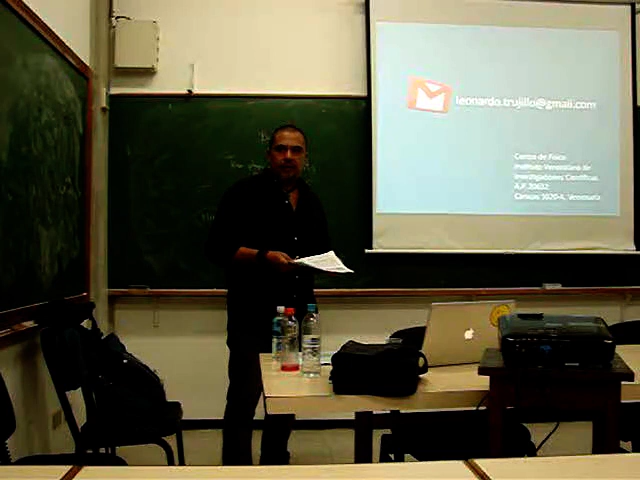 leonardo.trujillo@gmail.com
Centro de Física
Instituto Venezolano de
Investigaciones Científicas,
A.P. 20632,
Caracas 1020-A, Venezuela